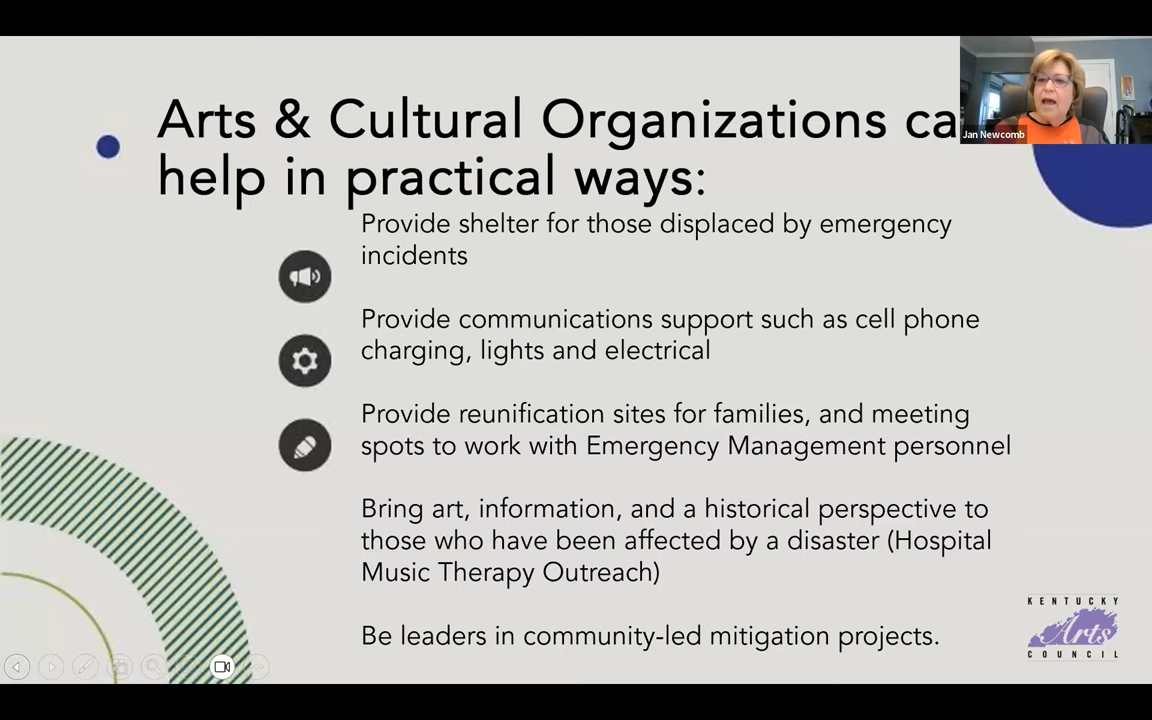 Arts & Cultural Organizations ca
help in practical ways:
Jan Newcomb
Provide shelter for those displaced by emergency
incidents
Provide communications support such as cell phone
charging, lights and electrical
Provide reunification sites for families, and meeting
spots to work with Emergency Management personnel
Bring art, information, and a historical perspective to
those who have been affected by a disaster (Hospital
Music Therapy Outreach)
Be leaders in community-led mitigation projects.
KENTUCKY
Arts
COUNCIL